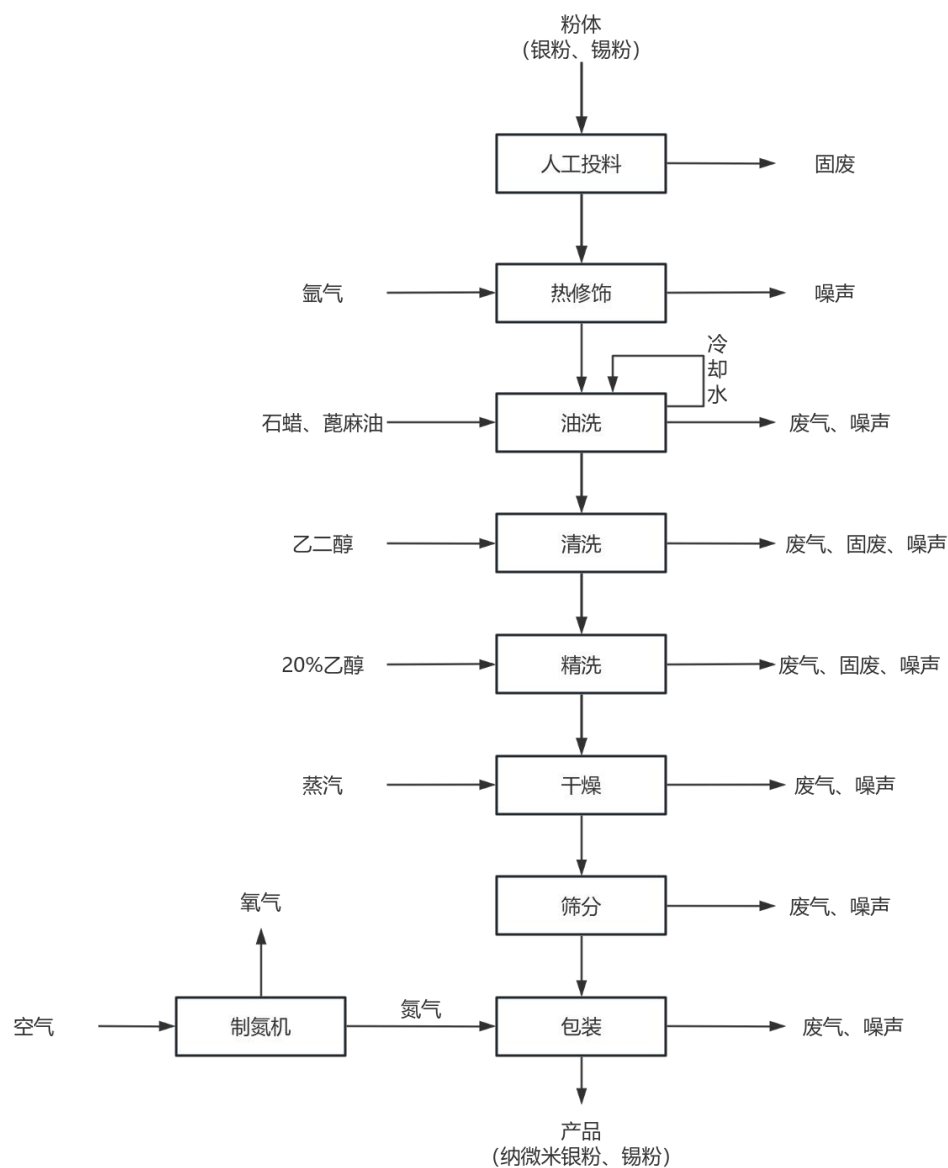 粉体
（银粉、锡粉）
人工投料
固废
氩气
热修饰
噪声
冷却水
石蜡、蓖麻油
油洗
废气、噪声
乙二醇
清洗
废气、固废、噪声
20%乙醇
精洗
废气、固废、噪声
蒸汽
干燥
废气、噪声
筛分
废气、噪声
氧气
空气
制氮机
氮气
包装
废气、噪声
产品
（纳微米银粉、锡粉）